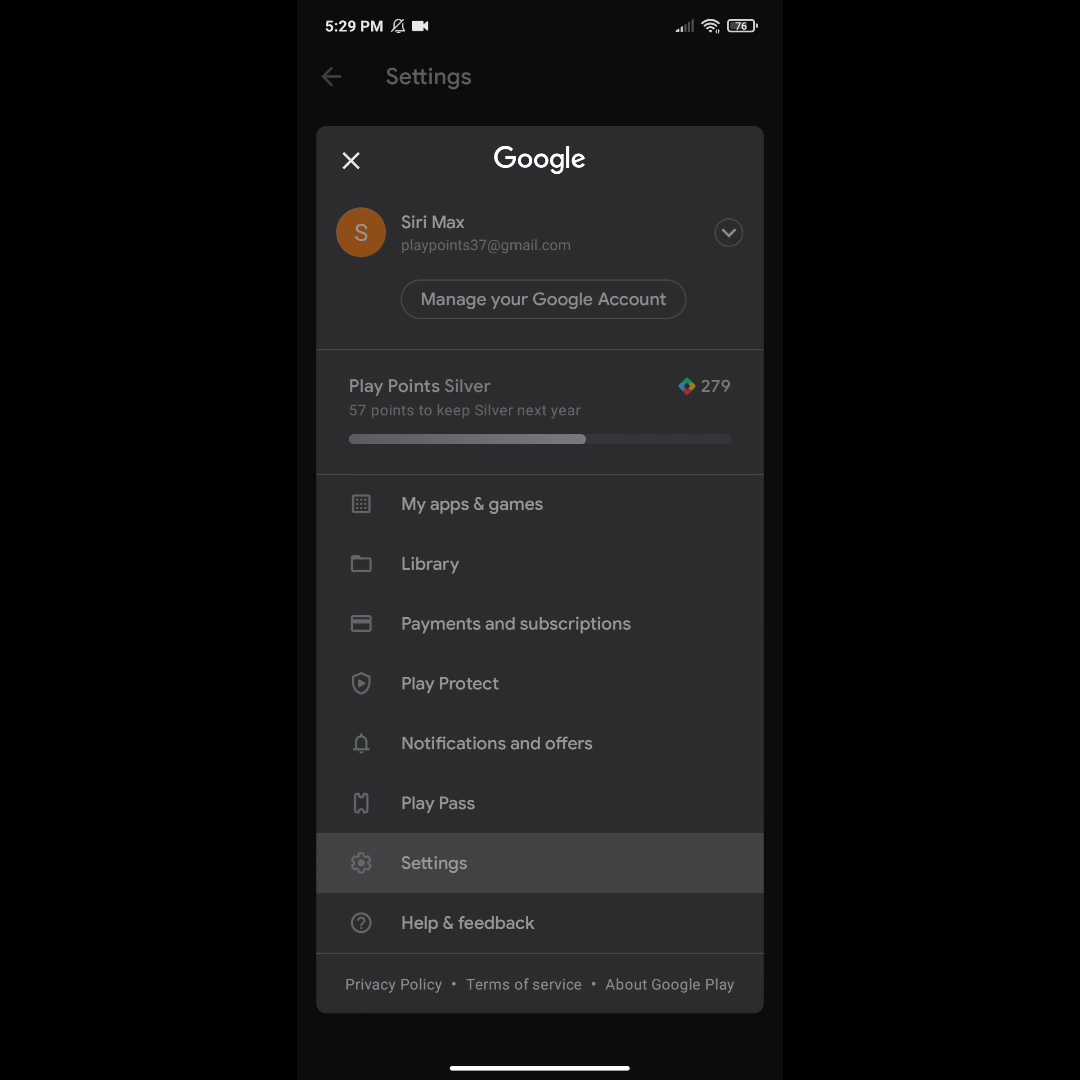 5:29 PM 76
Settings
Google
S
Siri Max
playpoints37@gmail.com
Manage your Google Account
Play Points Silver 279
57 points to keep Silver next year
My apps & games
Library
Payments and subscriptions
Play Protect
Notifications and offers
Play Pass
Settings
Help & feedback
Privacy Policy • Terms of service • About Google Play